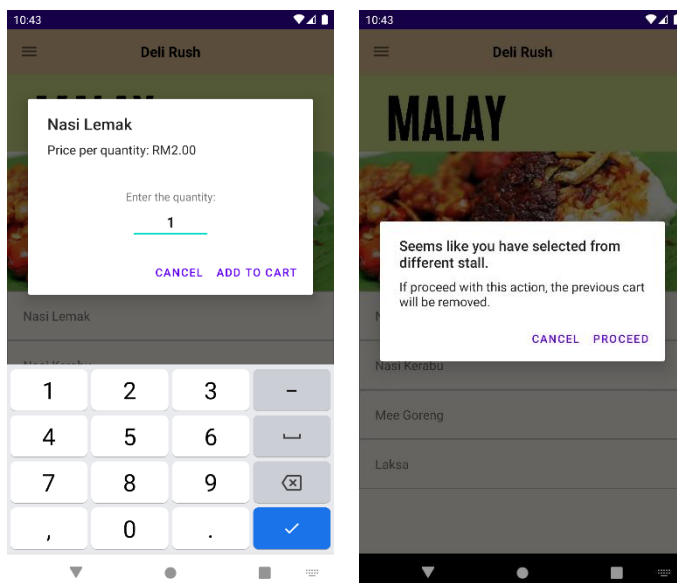 10:43
Deli Rush
Nasi Lemak
Price per quantity: RM2.00
Enter the quantity:
1
CANCEL ADD TO CART
Nasi Lemak
Nasi Kerabu
1 2 3 -
4 5 6
7 8 9
, 0 .
10:43
Deli Rush
MALAY
Seems like you have selected from
different stall.
If proceed with this action, the previous cart
will be removed.
CANCEL PROCEED
Nasi Kerabu
Mee Goreng
Laksa